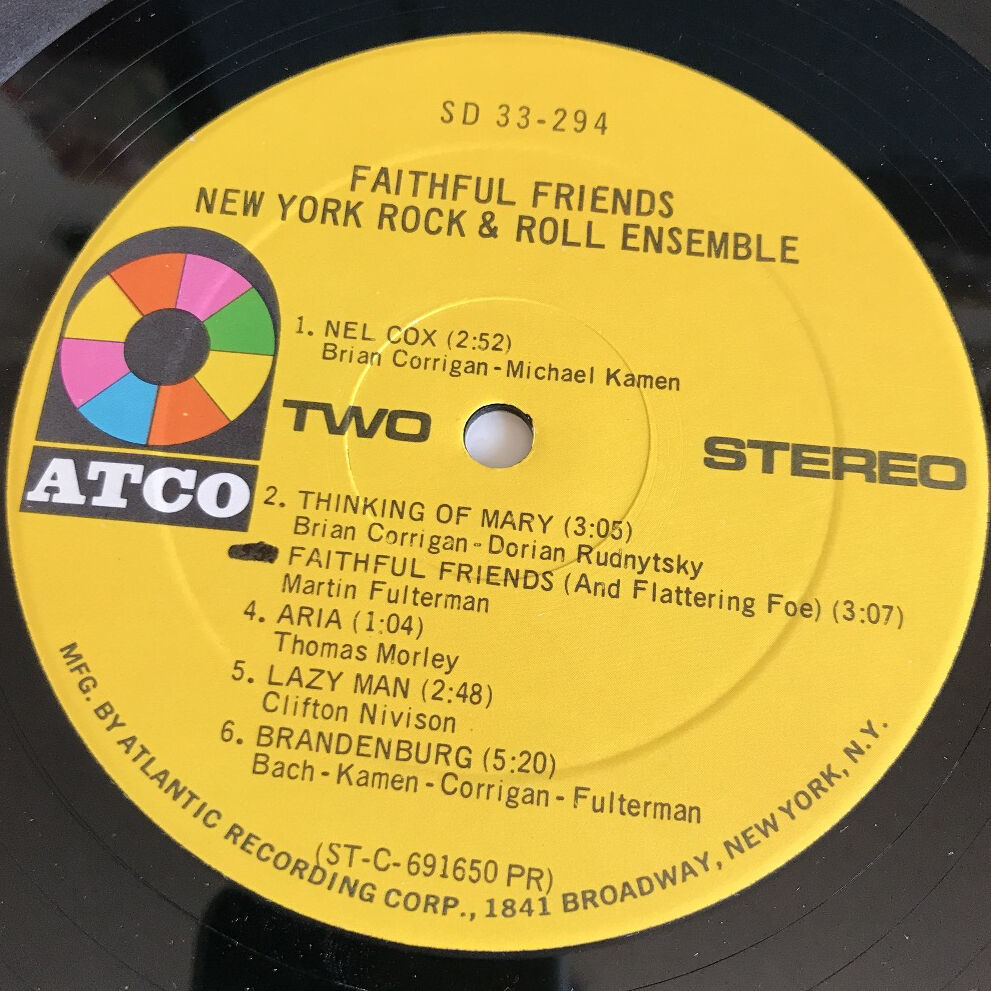 SD 33-294
FAITHFUL FRIENDS
NEW YORK ROCK & ROLL ENSEMBLE
1. NEL COX (2:52)
Brian Corrigan-Michael Kamen
TWO
STEREO
ATCO
2. THINKING OF MARY (3:05)
Brian Corrigan-Dorian Rudnytsky
FAITHFUL FRIENDS (And Flattering Foe) (3:07)
Martin Fulterman
4. ARIA (1:04)
Thomas Morley
5. LAZY MAN (2:48)
Clifton Nivison
6. BRANDENBURG (5:20)
Bach-Kamen-Corrigan-Fulterman
(ST-C-691650 PR)
MFG. BY ATLANTIC RECORDING CORP., 1841 BROADWAY, NEW YORK, N.Y.